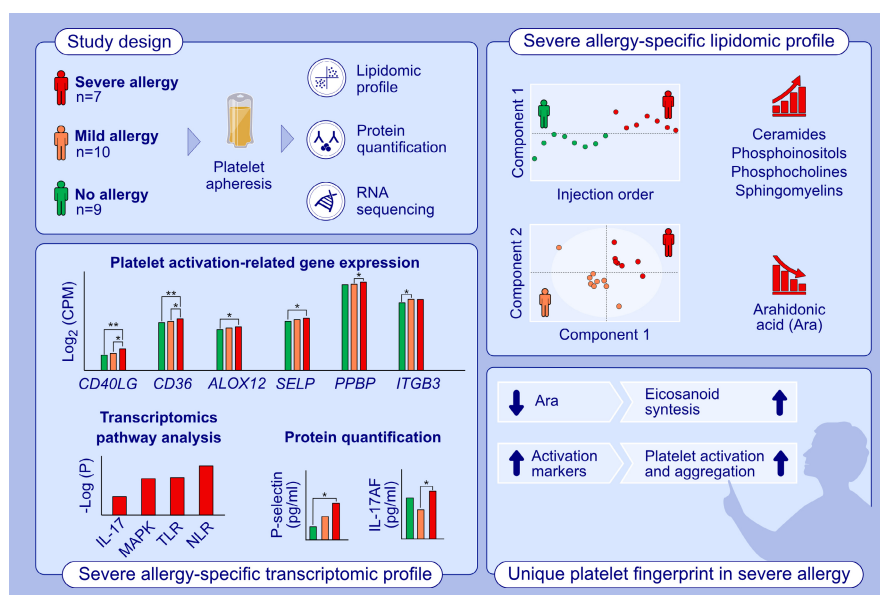 Study design
Severe allergy
n=7
Mild allergy
n=10
No allergy
n=9
Platelet
apheresis
Lipidomic
profile
Protein
quantification
RNA
sequencing
Platelet activation-related gene expression
Log2 (CPM)
** * ** * * * * *
CD40LG CD36 ALOX12 SELP PPBP ITGB3
Transcriptomics
pathway analysis
-Log (P)
IL-17 MAPK TLR NLR
Protein quantification
P-selectin
(pg/ml)
*
IL-17AF
(pg/ml)
*
Severe allergy-specific transcriptomic profile
Severe allergy-specific lipidomic profile
Component 1
Injection order
Ceramides
Phosphoinositols
Phosphocholines
Sphingomyelins
Component 2
Component 1
Arahidonic
acid (Ara)
Ara
Eicosanoid
syntesis
Activation
markers
Platelet activation
and aggregation
Unique platelet fingerprint in severe allergy